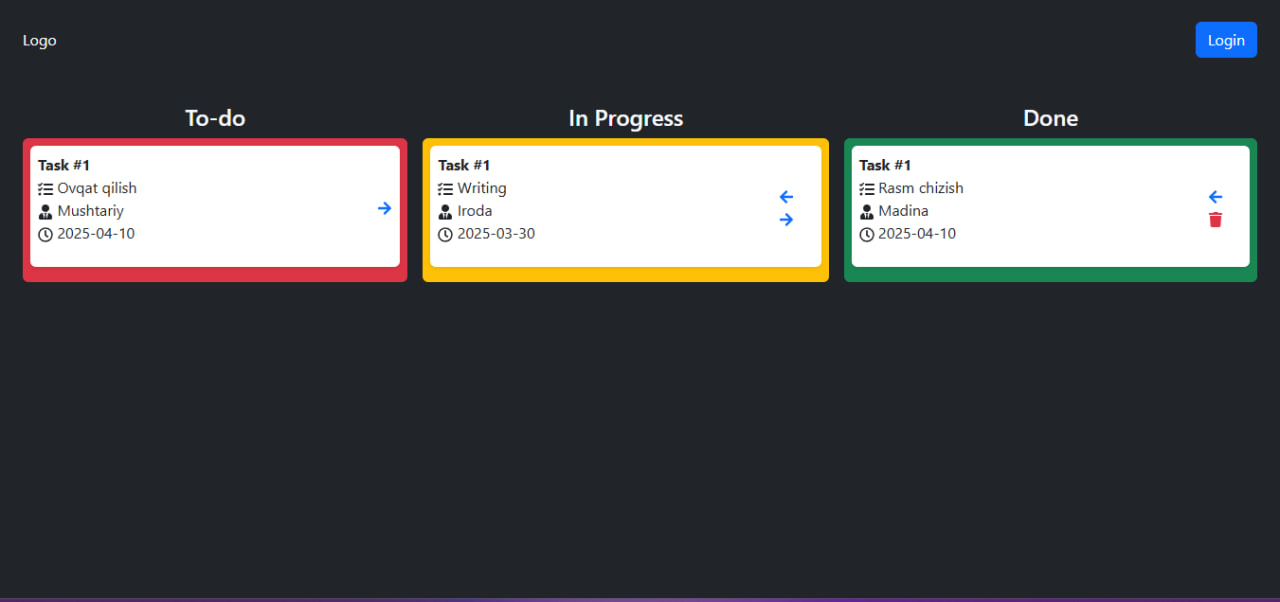 Logo
Login
To-do
Task #1
Ovqat qilish
Mushtariy
2025-04-10
In Progress
Task #1
Writing
Iroda
2025-03-30
Done
Task #1
Rasm chizish
Madina
2025-04-10